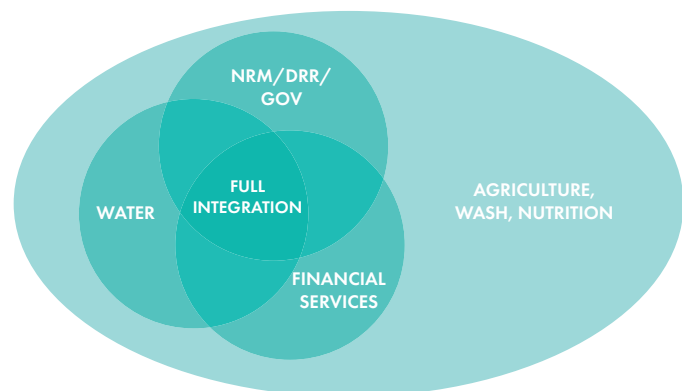 NRM/DRR/
GOV
WATER
FULL
INTEGRATION
AGRICULTURE,
WASH, NUTRITION
FINANCIAL
SERVICES